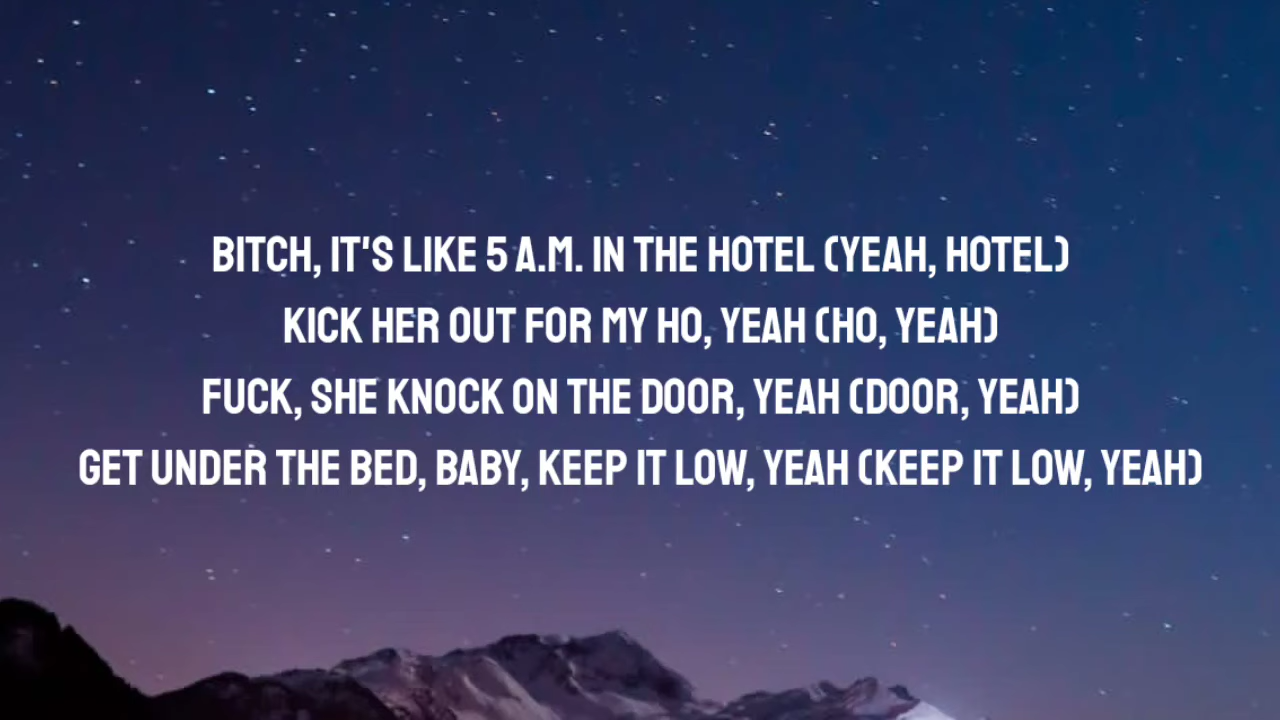 BITCH, IT'S LIKE 5 A.M. IN THE HOTEL (YEAH, HOTEL)
KICK HER OUT FOR MY HO, YEAH (HO, YEAH)
FUCK, SHE KNOCK ON THE DOOR, YEAH (DOOR, YEAH)
GET UNDER THE BED, BABY, KEEP IT LOW, YEAH (KEEP IT LOW, YEAH)